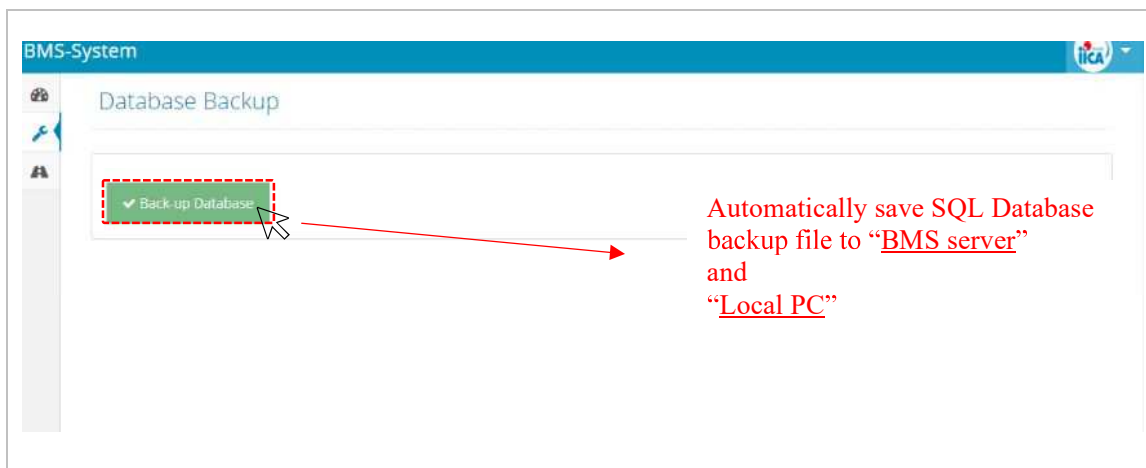 BMS-System
jica
Database Backup
Back-up Database
Automatically save SQL Database
backup file to “BMS server”
and
“Local PC”